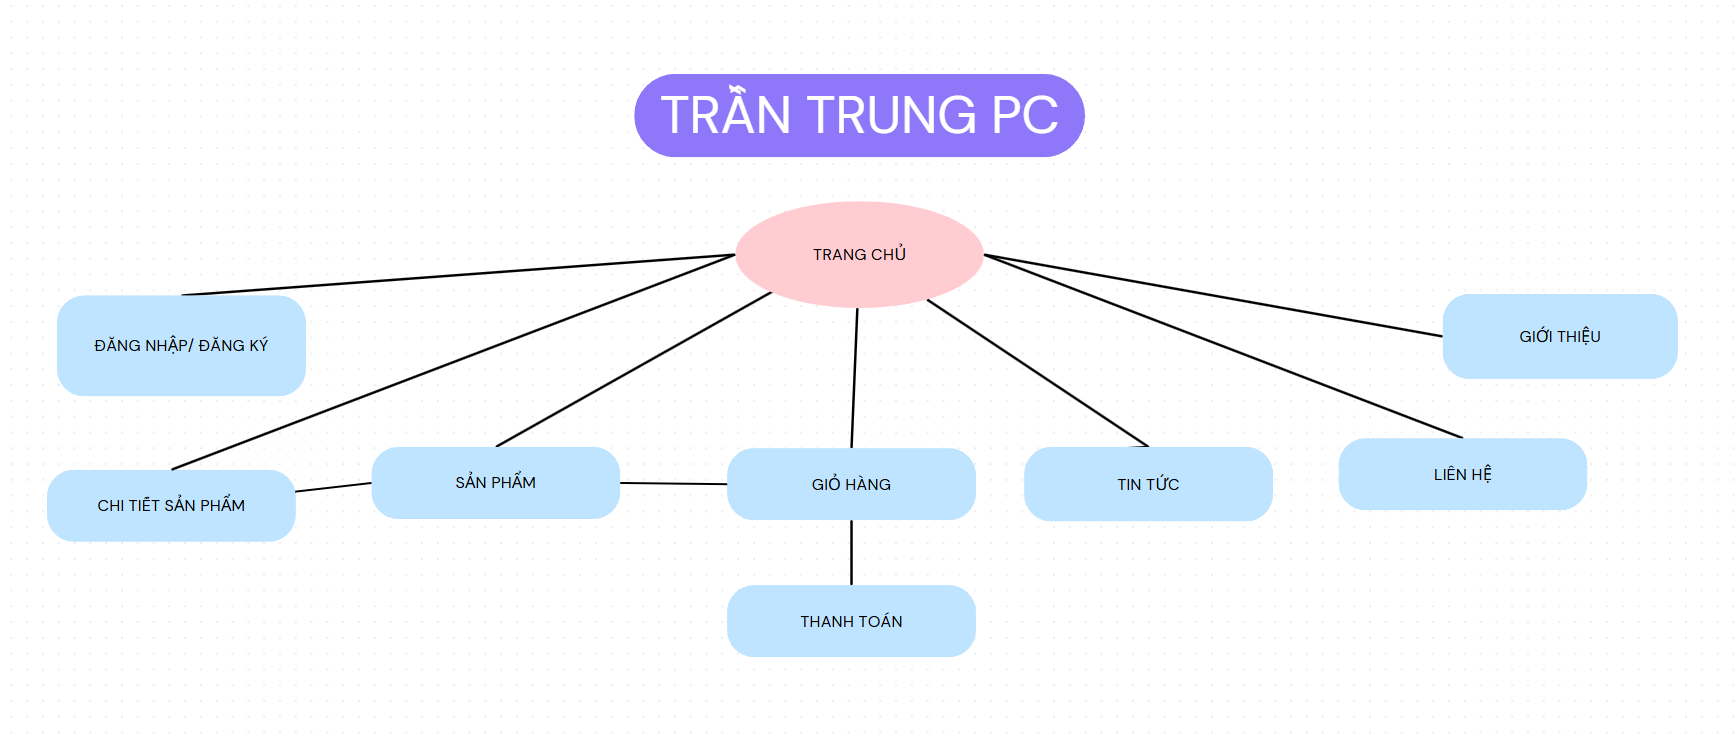 TRẦN TRUNG PC
TRANG CHỦ
ĐĂNG NHẬP/ ĐĂNG KÝ
GIỚI THIỆU
CHI TIẾT SẢN PHẨM
SẢN PHẨM
GIỎ HÀNG
TIN TỨC
LIÊN HỆ
THANH TOÁN